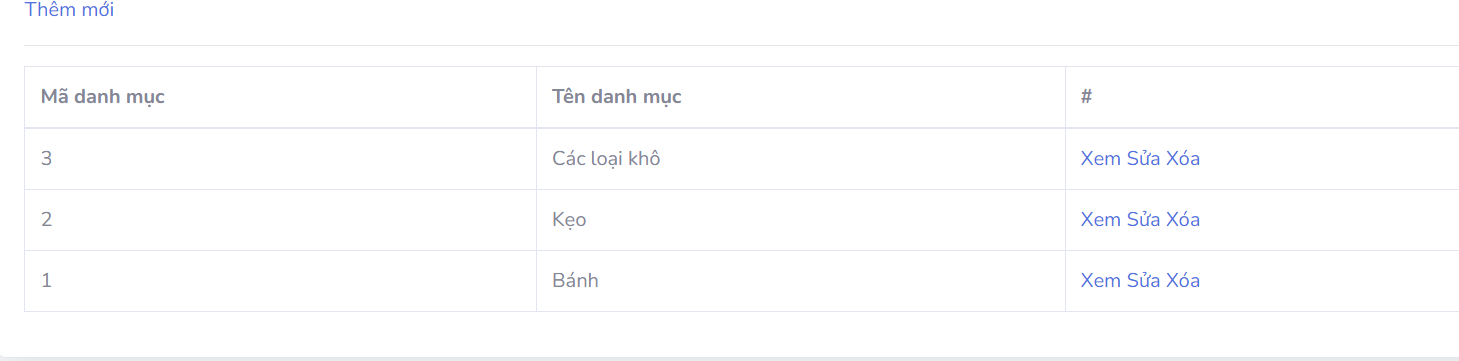 Thêm mới
Mã danh mục Tên danh mục #
3 Các loại khô Xem Sửa Xóa
2 Kẹo Xem Sửa Xóa
1 Bánh Xem Sửa Xóa